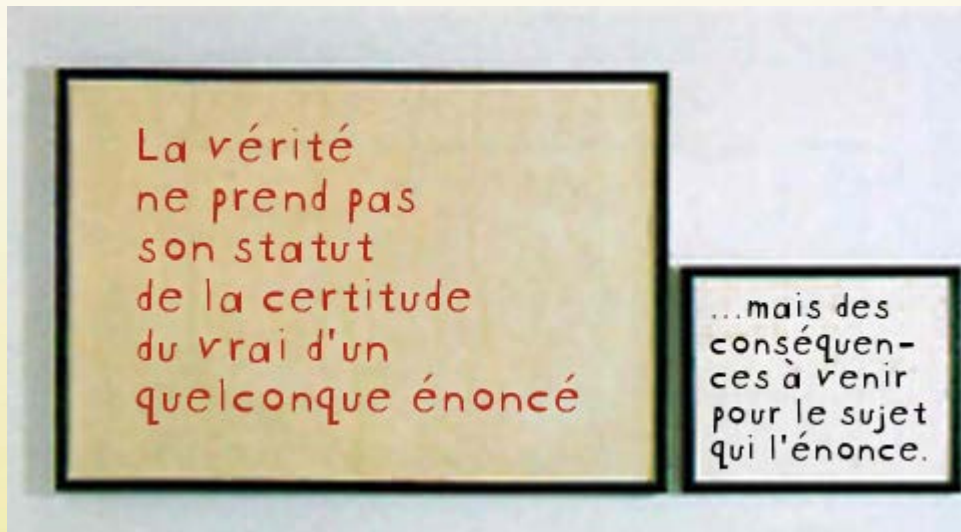 La vérité
ne prend pas
son statut
de la certitude
du vrai d'un
quelconque énoncé
...mais des
conséquen-
ces à venir
pour le sujet
qui l'énonce.